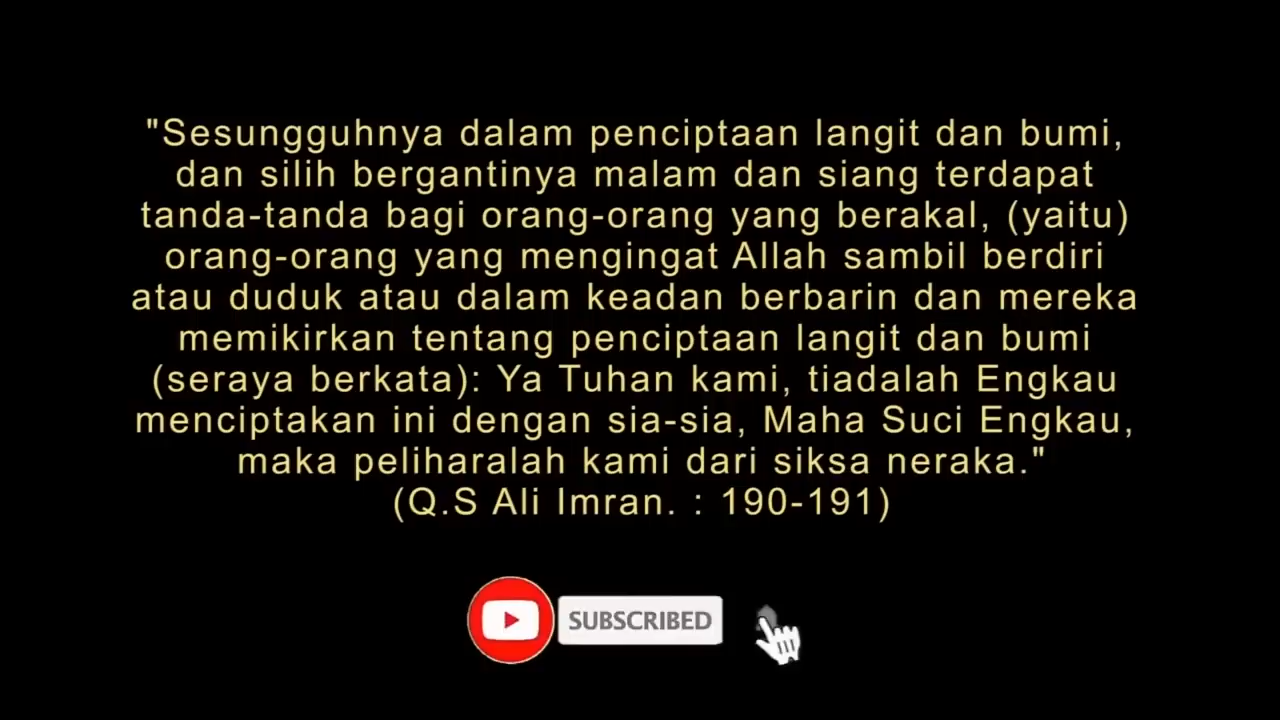 "Sesungguhnya dalam penciptaan langit dan bumi,
dan silih bergantinya malam dan siang terdapat
tanda-tanda bagi orang-orang yang berakal, (yaitu)
orang-orang yang mengingat Allah sambil berdiri
atau duduk atau dalam keadan berbarin dan mereka
memikirkan tentang penciptaan langit dan bumi
(seraya berkata): Ya Tuhan kami, tiadalah Engkau
menciptakan ini dengan sia-sia, Maha Suci Engkau,
maka peliharalah kami dari siksa neraka."
(Q.S Ali Imran. : 190-191)
SUBSCRIBED